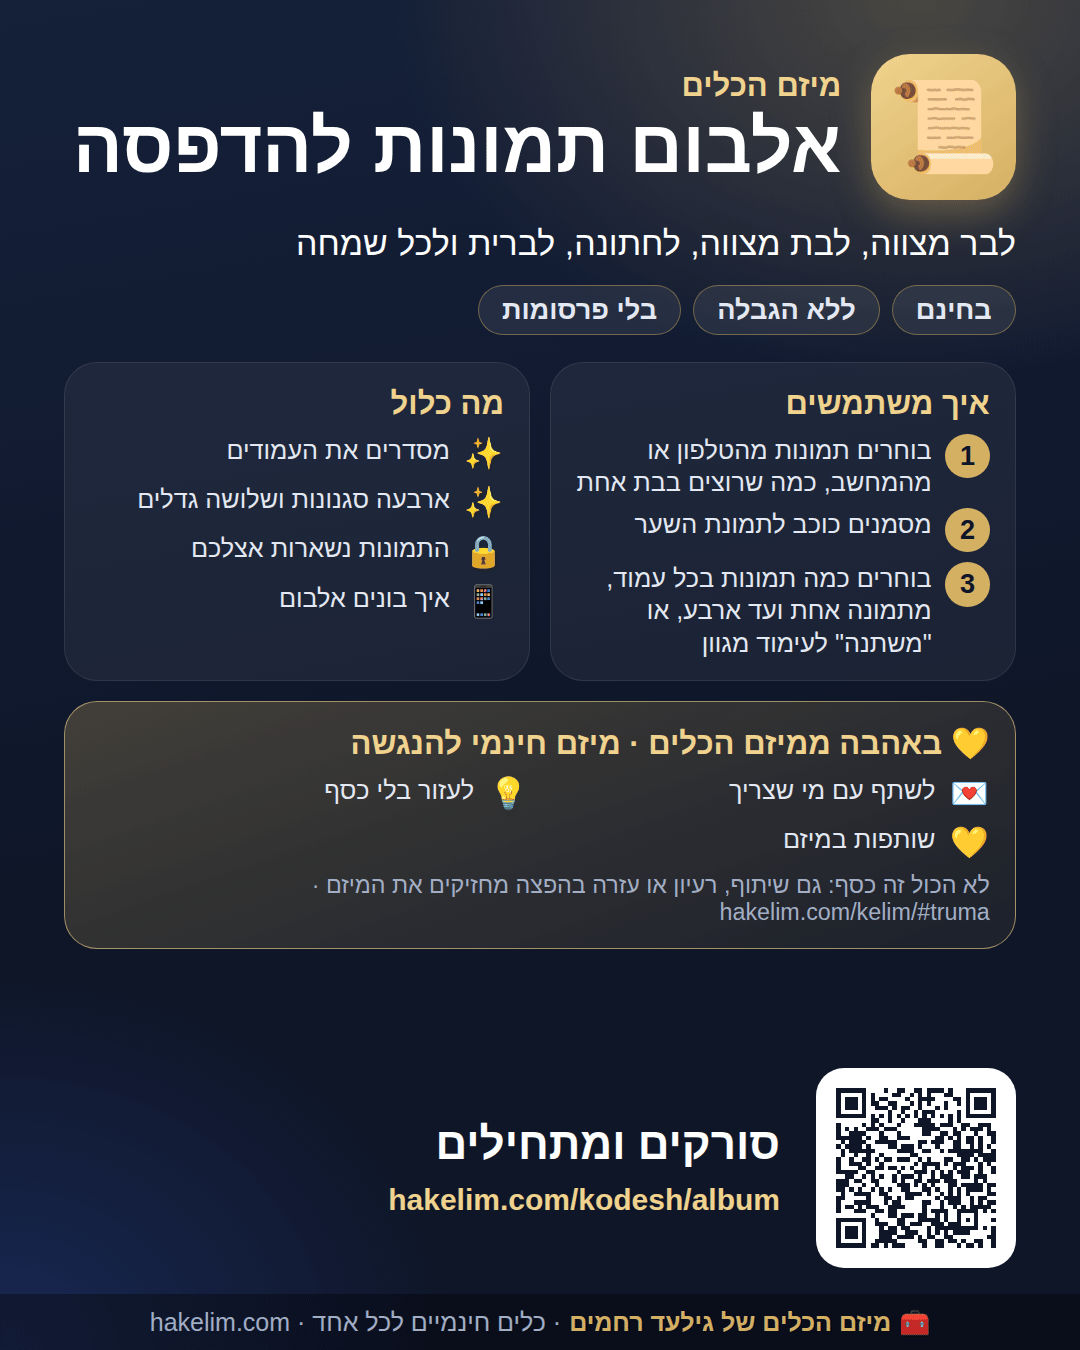 מיזם הכלים
אלבום תמונות להדפסה
לבר מצווה, לבת מצווה, לחתונה, לברית ולכל שמחה
בחינם
ללא הגבלה
בלי פרסומות
איך משתמשים
1 בוחרים תמונות מהטלפון או
מהמחשב, כמה שרוצים בבת אחת
2 מסמנים כוכב לתמונת השער
3 בוחרים כמה תמונות בכל עמוד,
מתמונה אחת ועד ארבע, או
"משתנה" לעימוד מגוון
מה כלול
✨ מסדרים את העמודים
✨ ארבעה סגנונות ושלושה גדלים
🔒 התמונות נשארות אצלכם
📱 איך בונים אלבום
💛 באהבה ממיזם הכלים · מיזם חינמי להנגשה
💌 לשתף עם מי שצריך
💡 לעזור בלי כסף
💛 שותפות במיזם
לא הכול זה כסף: גם שיתוף, רעיון או עזרה בהפצה מחזיקים את המיזם ·
hakelim.com/kelim/#truma
סורקים ומתחילים
hakelim.com/kodesh/album
🧰 מיזם הכלים של גילעד רחמים · כלים חינמיים לכל אחד · hakelim.com